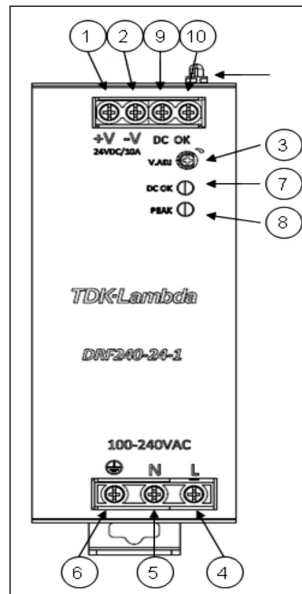 1 2 9 10
+V -V DC OK
24VDC/10A
V.ADJ 3
DC OK 7
PEAK 8
TDK-Lambda
DRF240-24-1
100-240VAC
N L
6 5 4